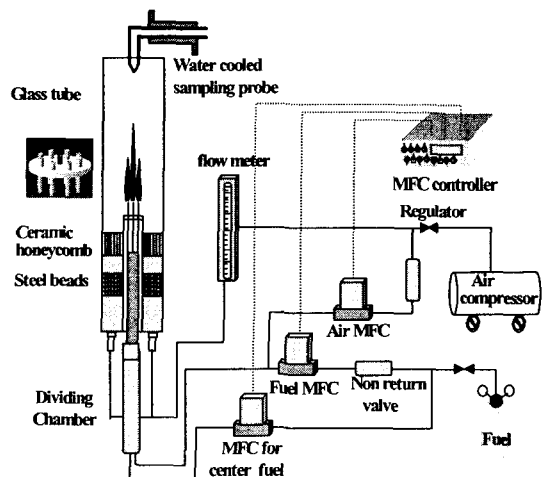 Water cooled
sampling probe
Glass tube
flow meter
MFC controller
Regulator
Ceramic
honeycomb
Steel beads
Air
compressor
Air MFC
Fuel MFC
Non return
valve
Dividing
Chamber
MFC for
center fuel
Fuel